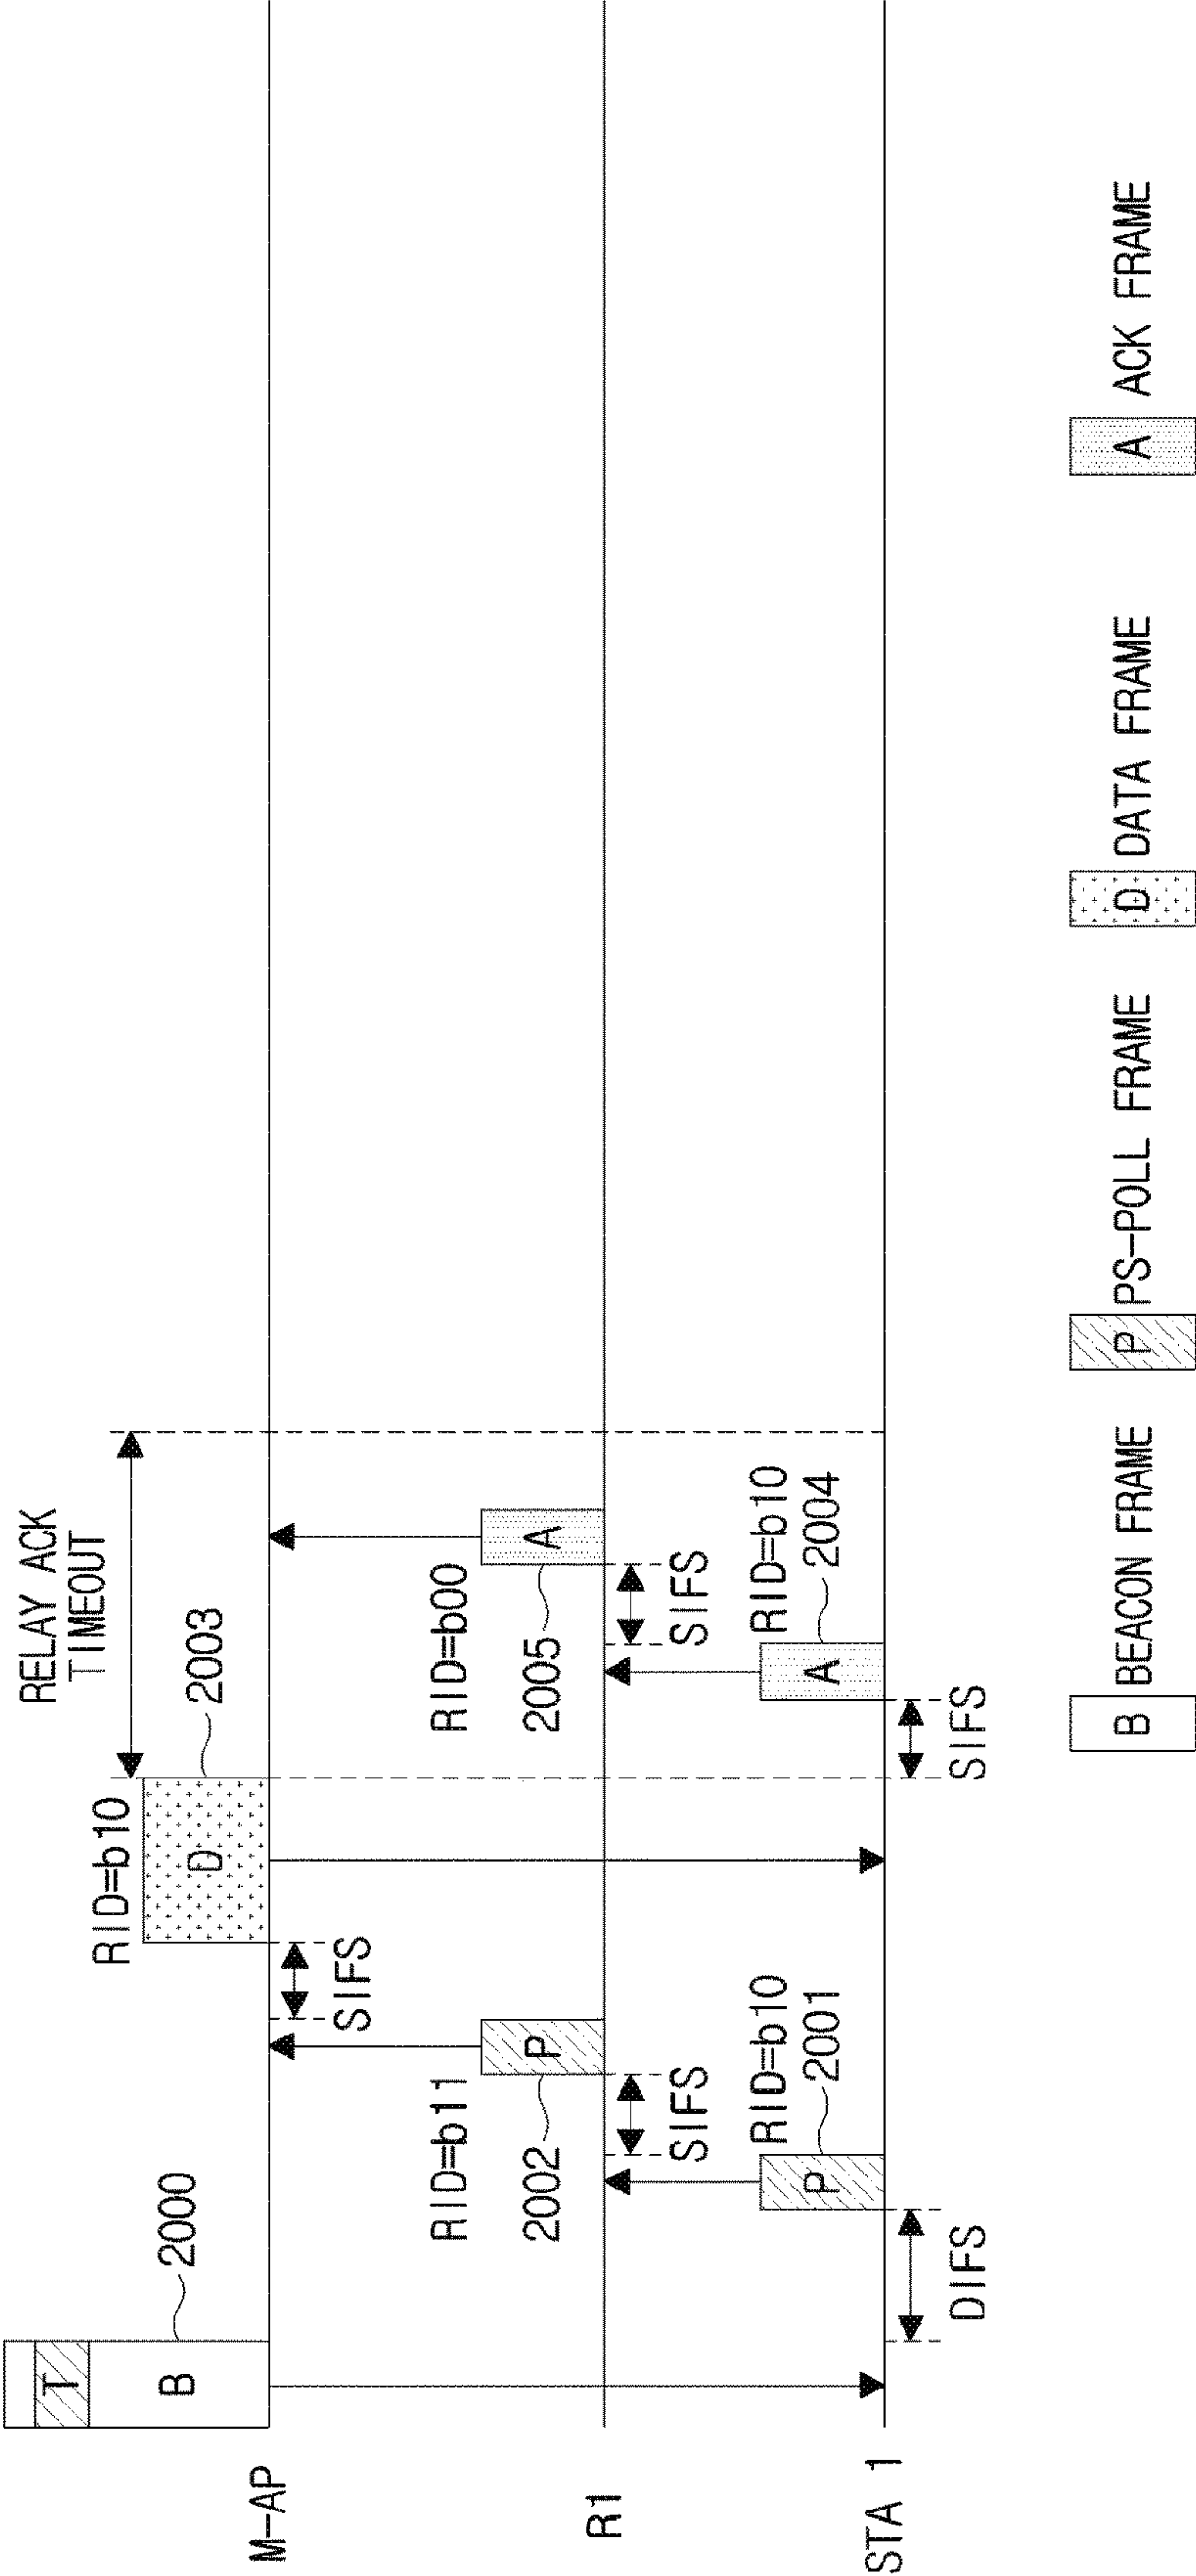 RELAY ACK
TIMEOUT
T
B
2000
RID=b10
D
2003
M-AP
SIFS
RID=b11
P
2002
RID=b00
A
2005
R1
SIFS
SIFS
RID=b10
P
2001
RID=b10
A
2004
STA 1
DIFS
SIFS
B BEACON FRAME
P PS-POLL FRAME
D DATA FRAME
A ACK FRAME